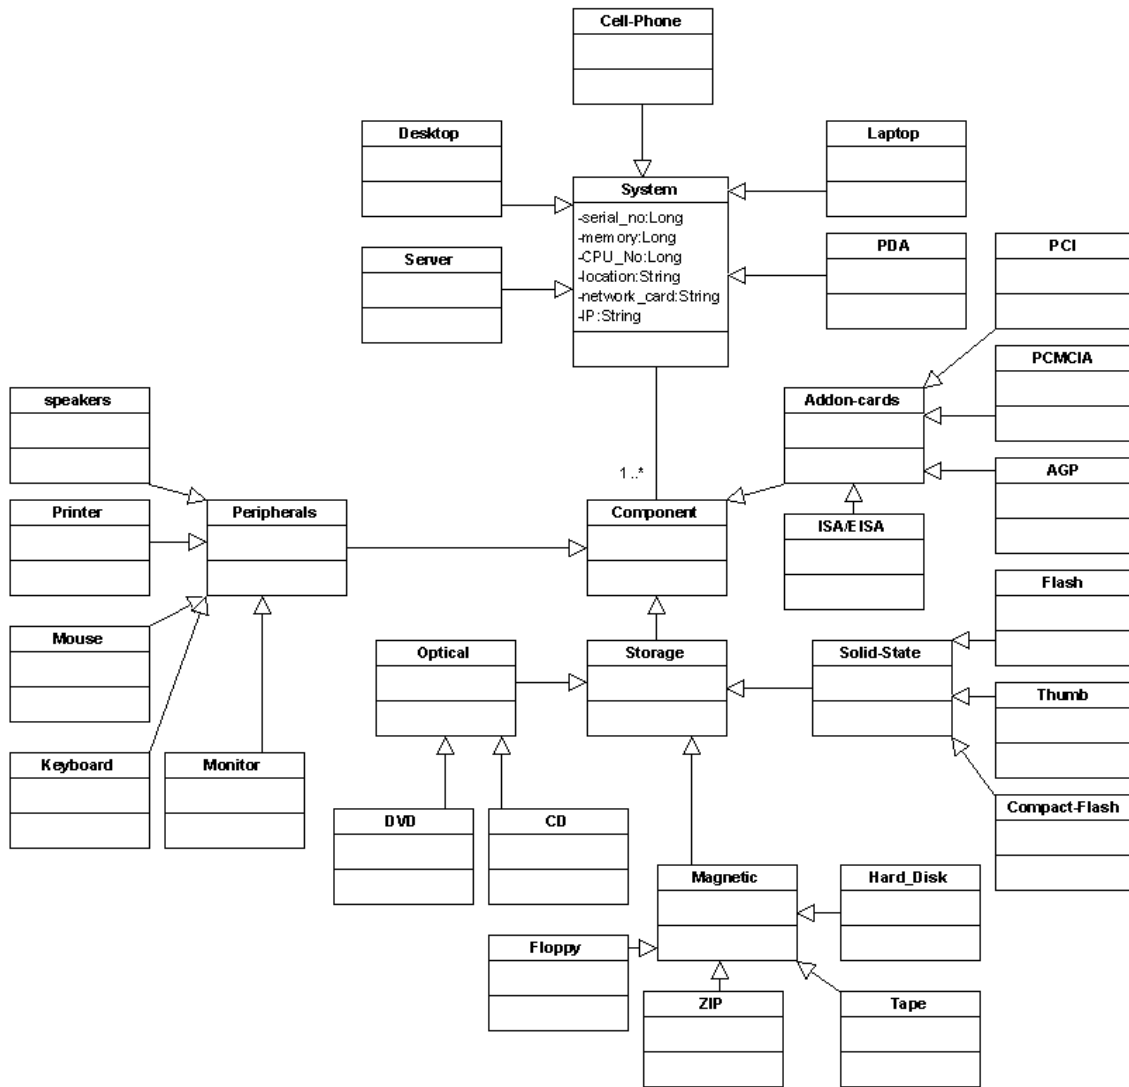 Cell-Phone
Desktop
Laptop
System
-serial_no:Long
-memory:Long
-CPU_No:Long
-location:String
-network_card:String
-IP:String
Server
PDA
PCI
PCMCIA
speakers
Addon-cards
AGP
1..*
Printer
Peripherals
Component
ISA/EISA
Flash
Mouse
Optical
Storage
Solid-State
Thumb
Keyboard
Monitor
Compact-Flash
DVD
CD
Magnetic
Hard_Disk
Floppy
ZIP
Tape